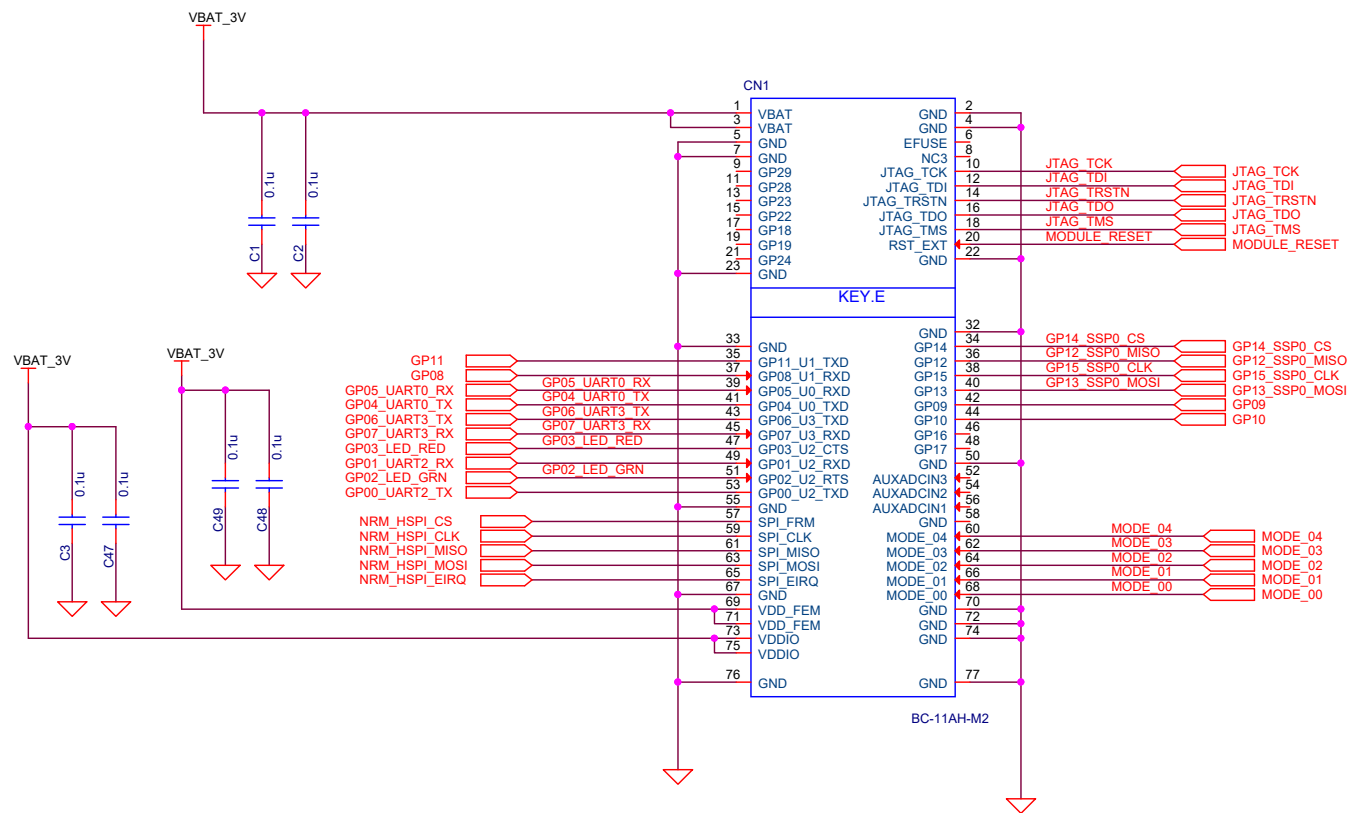 VBAT_3V
CN1
1 VBAT GND 2
3 VBAT GND 4
5 GND EFUSE 6
7 GND NC3 8
9 GP29 JTAG_TCK 10 JTAG_TCK JTAG_TCK
11 GP28 JTAG_TDI 12 JTAG_TDI JTAG_TDI
13 GP23 JTAG_TRSTN 14 JTAG_TRSTN JTAG_TRSTN
15 GP22 JTAG_TDO 16 JTAG_TDO JTAG_TDO
17 GP18 JTAG_TMS 18 JTAG_TMS JTAG_TMS
19 GP19 RST_EXT 20 MODULE_RESET MODULE_RESET
21 GP24 GND 22
23 GND
0.1u 0.1u
C1 C2
KEY.E
VBAT_3V VBAT_3V
GND 32
33 GND GP14 34 GP14_SSP0_CS GP14_SSP0_CS
GP11 35 GP11_U1_TXD GP12 36 GP12_SSP0_MISO GP12_SSP0_MISO
GP08 37 GP08_U1_RXD GP15 38 GP15_SSP0_CLK GP15_SSP0_CLK
GP05_UART0_RX GP05_UART0_RX 39 GP05_U0_RXD GP13 40 GP13_SSP0_MOSI GP13_SSP0_MOSI
GP04_UART0_TX GP04_UART0_TX 41 GP04_U0_TXD GP09 42 GP09
GP06_UART3_TX GP06_UART3_TX 43 GP06_U3_TXD GP10 44 GP10
GP07_UART3_RX GP07_UART3_RX 45 GP07_U3_RXD GP16 46
GP03_LED_RED GP03_LED_RED 47 GP03_U2_CTS GP17 48
GP01_UART2_RX 49 GP01_U2_RXD GND 50
GP02_LED_GRN GP02_LED_GRN 51 GP02_U2_RTS AUXADCIN3 52
GP00_UART2_TX 53 GP00_U2_TXD AUXADCIN2 54
55 GND AUXADCIN1 56
NRM_HSPI_CS 57 SPI_FRM GND 58
NRM_HSPI_CLK 59 SPI_CLK MODE_04 60 MODE_04 MODE_04
NRM_HSPI_MISO 61 SPI_MISO MODE_03 62 MODE_03 MODE_03
NRM_HSPI_MOSI 63 SPI_MOSI MODE_02 64 MODE_02 MODE_02
NRM_HSPI_EIRQ 65 SPI_EIRQ MODE_01 66 MODE_01 MODE_01
67 GND MODE_00 68 MODE_00 MODE_00
69 VDD_FEM GND 70
71 VDD_FEM GND 72
73 VDDIO GND 74
75 VDDIO
76 GND GND 77
0.1u 0.1u 0.1u 0.1u
C3 C47 C49 C48
BC-11AH-M2